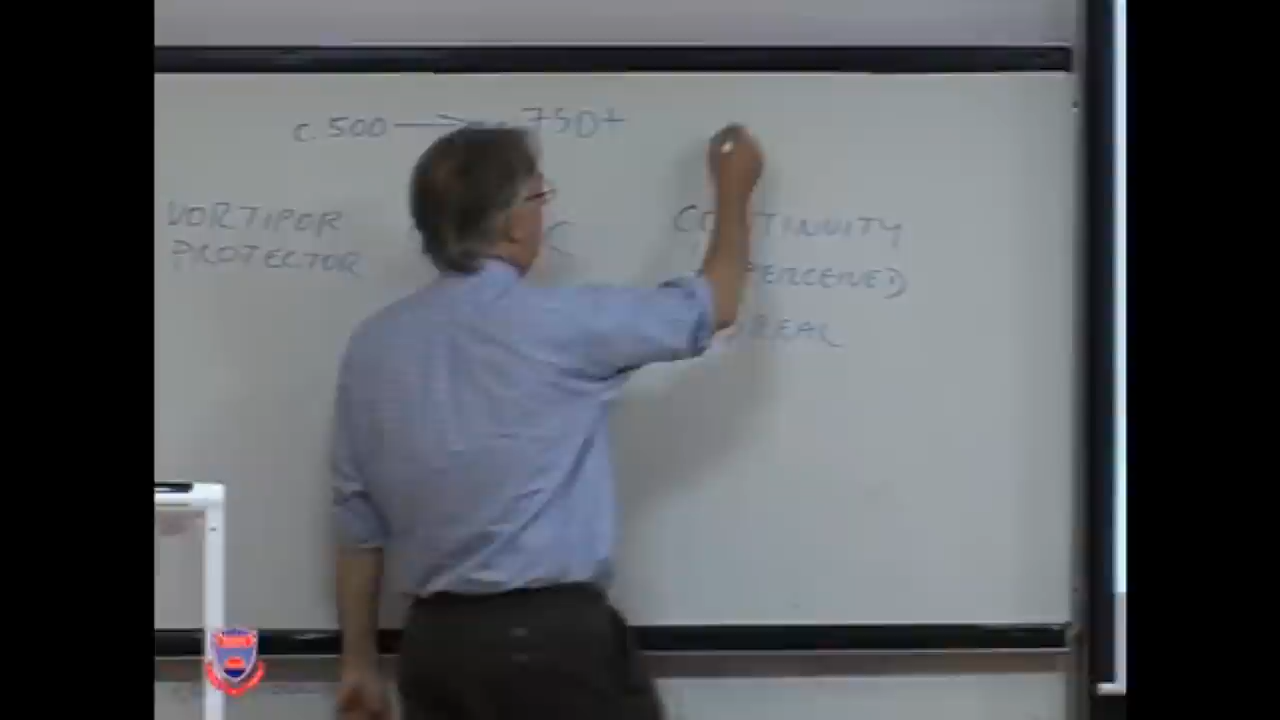 c. 500 → 750+
VORTIPOR
PROTECTOR
CONTINUITY
PERCEIVED
REAL